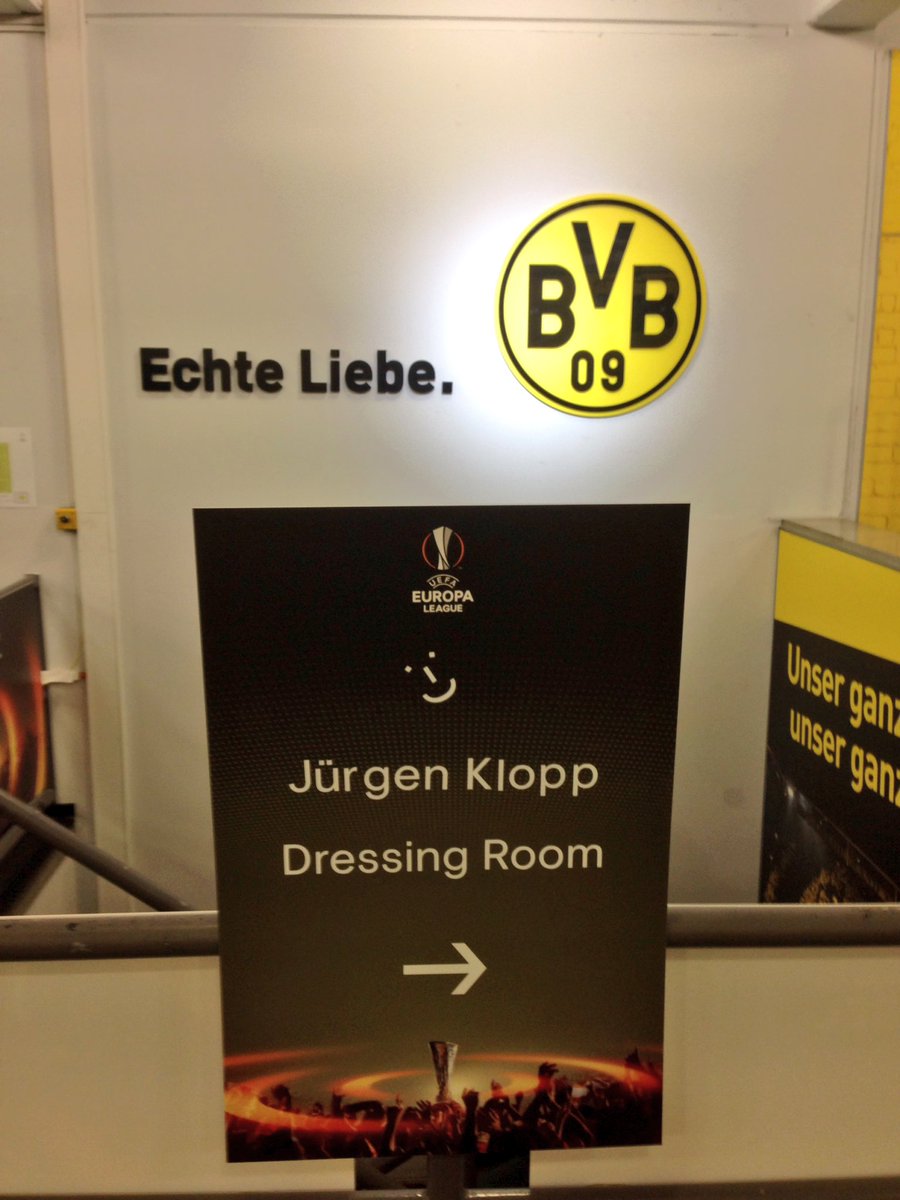 BVB
09
Echte Liebe.
UEFA
EUROPA
LEAGUE
Jürgen Klopp
Dressing Room
Unser ganz
unser ganz